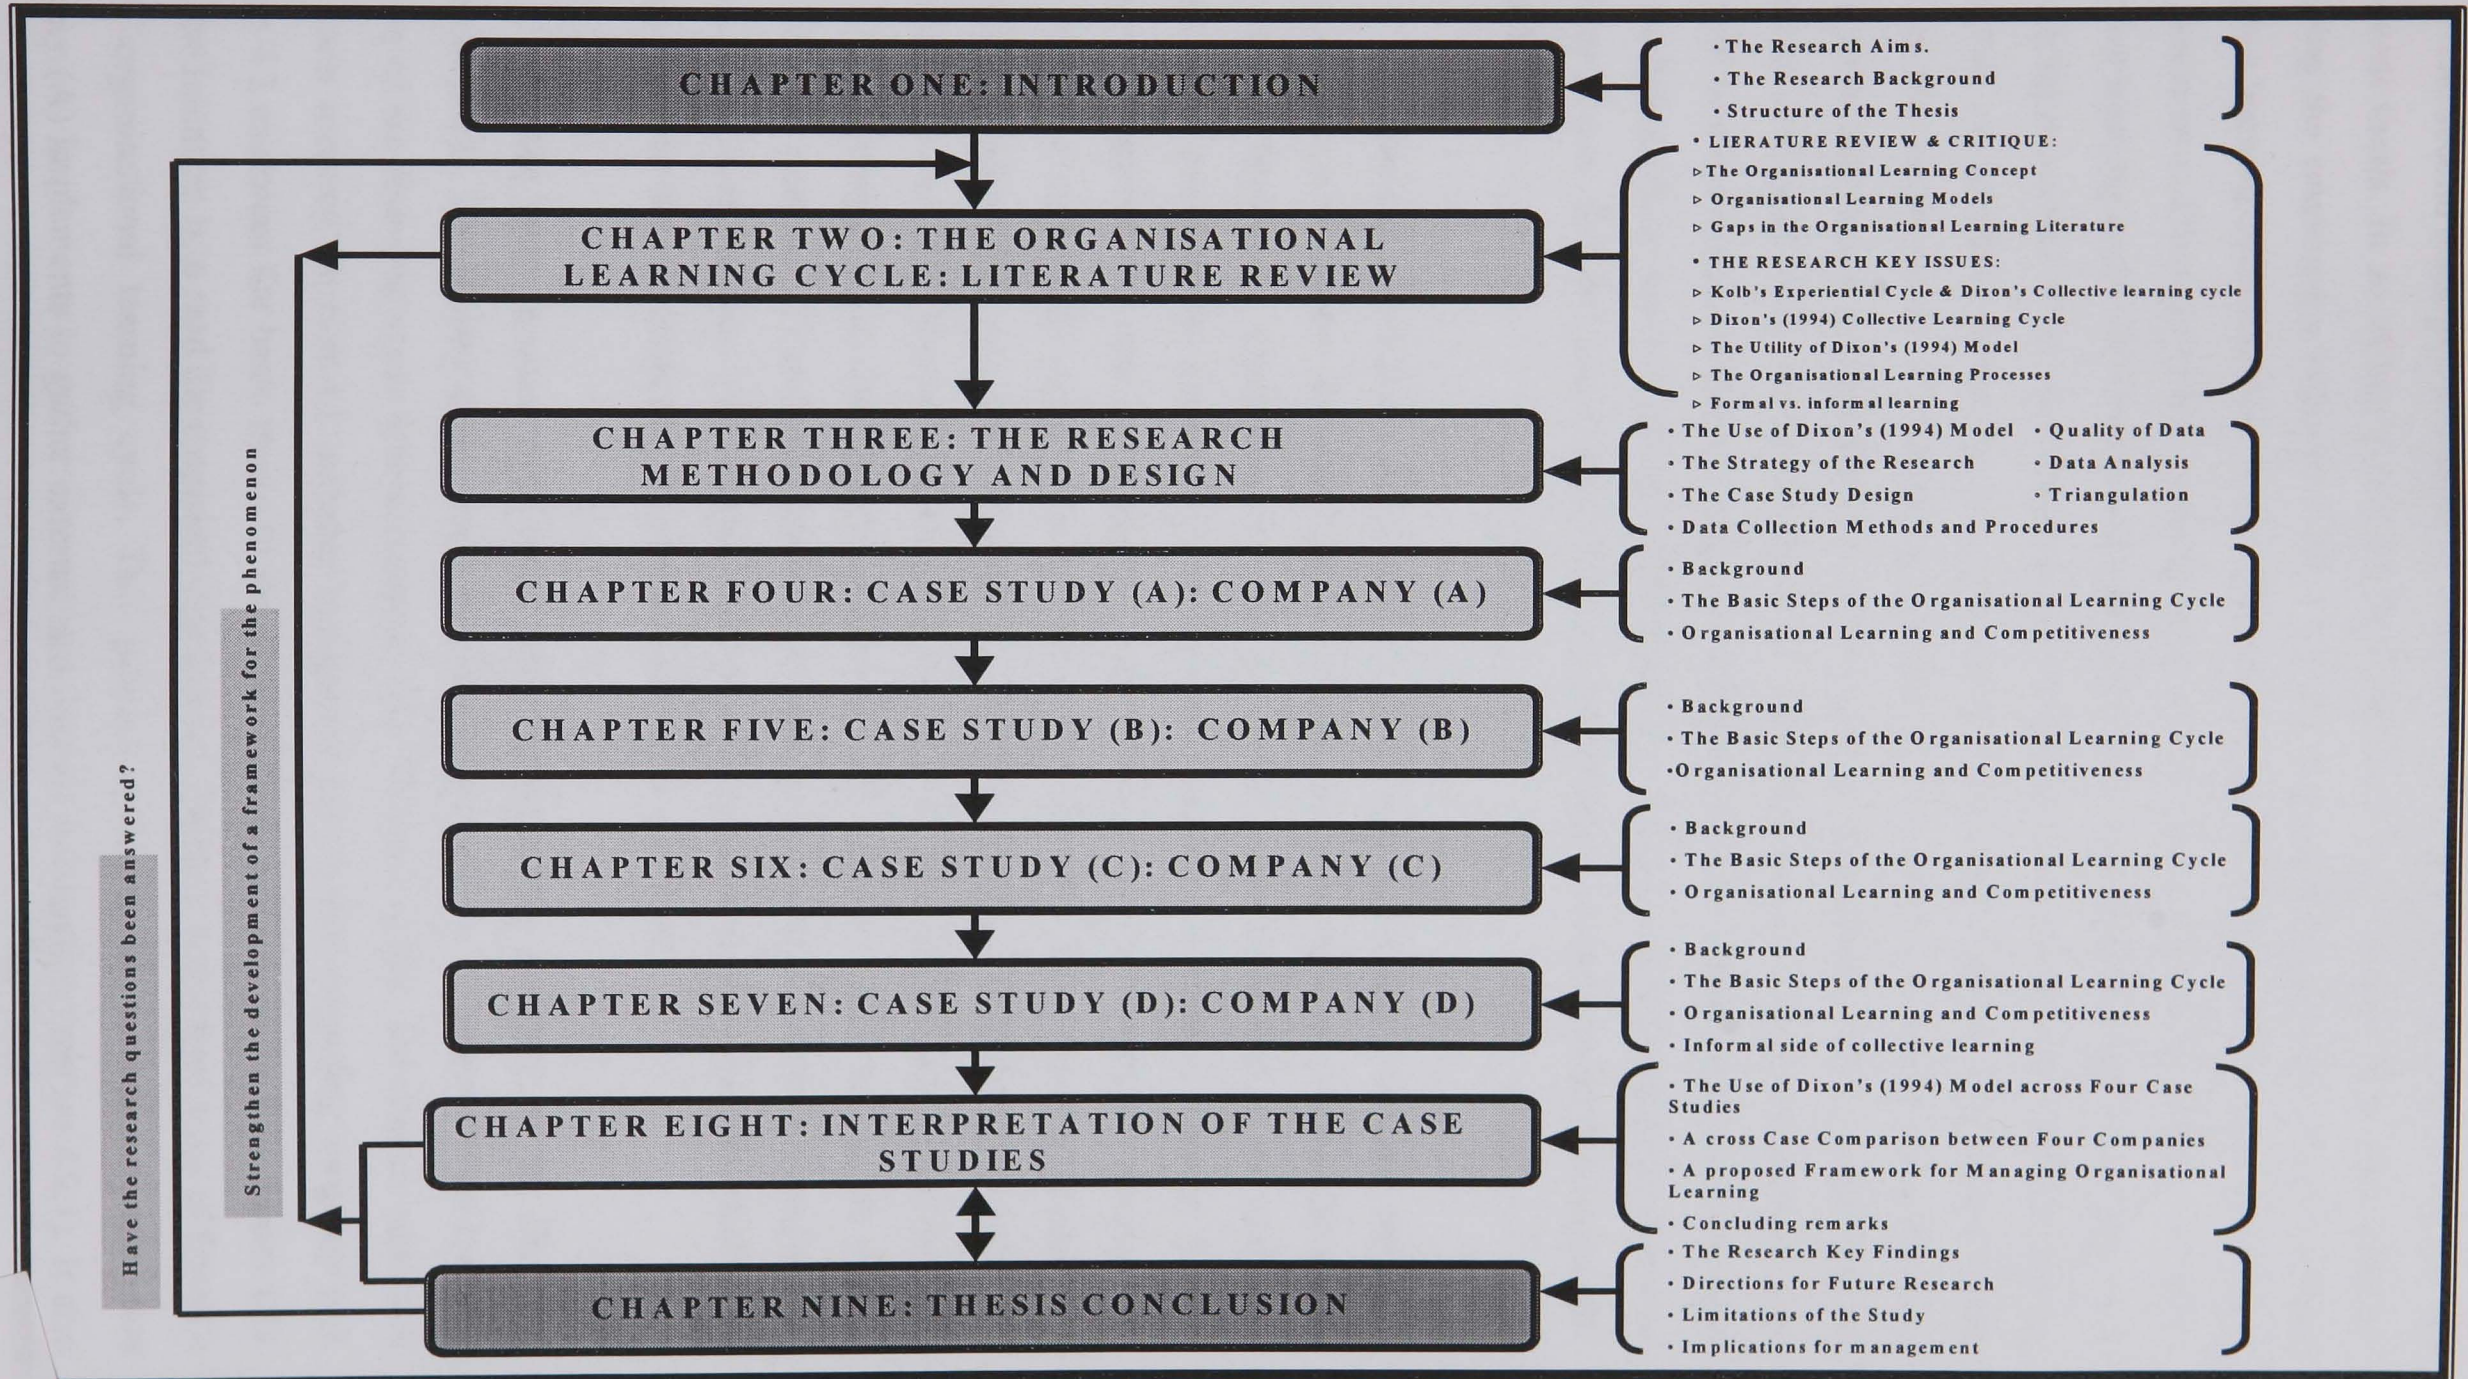 CHAPTER ONE: INTRODUCTION
• The Research Aims.
• The Research Background
• Structure of the Thesis
CHAPTER TWO: THE ORGANISATIONAL
LEARNING CYCLE: LITERATURE REVIEW
• LIERATURE REVIEW & CRITIQUE:
▹The Organisational Learning Concept
▹ Organisational Learning Models
▹ Gaps in the Organisational Learning Literature
• THE RESEARCH KEY ISSUES:
▹ Kolb's Experiential Cycle & Dixon's Collective learning cycle
▹ Dixon's (1994) Collective Learning Cycle
▹ The Utility of Dixon's (1994) Model
▹ The Organisational Learning Processes
▹ Formal vs. informal learning
CHAPTER THREE: THE RESEARCH
METHODOLOGY AND DESIGN
• The Use of Dixon's (1994) Model • Quality of Data
• The Strategy of the Research • Data Analysis
• The Case Study Design • Triangulation
• Data Collection Methods and Procedures
CHAPTER FOUR: CASE STUDY (A): COMPANY (A)
• Background
• The Basic Steps of the Organisational Learning Cycle
• Organisational Learning and Competitiveness
CHAPTER FIVE: CASE STUDY (B): COMPANY (B)
• Background
• The Basic Steps of the Organisational Learning Cycle
•Organisational Learning and Competitiveness
CHAPTER SIX: CASE STUDY (C): COMPANY (C)
• Background
• The Basic Steps of the Organisational Learning Cycle
• Organisational Learning and Competitiveness
CHAPTER SEVEN: CASE STUDY (D): COMPANY (D)
• Background
• The Basic Steps of the Organisational Learning Cycle
• Organisational Learning and Competitiveness
• Informal side of collective learning
CHAPTER EIGHT: INTERPRETATION OF THE CASE
STUDIES
• The Use of Dixon's (1994) Model across Four Case
Studies
• A cross Case Comparison between Four Companies
• A proposed Framework for Managing Organisational
Learning
• Concluding remarks
CHAPTER NINE: THESIS CONCLUSION
• The Research Key Findings
• Directions for Future Research
• Limitations of the Study
• Implications for management
Have the research questions been answered?
Strengthen the development of a framework for the phenomenon